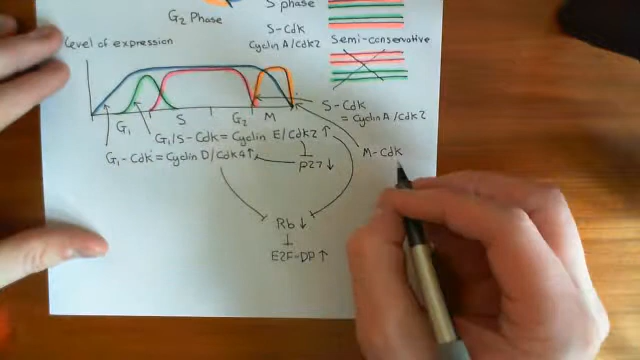 G2 Phase
S phase
S-Cdk
Cyclin A/cdk2
Level of expression
Semi-conservative
G1
S
G2
M
S-Cdk
= Cyclin A/Cdk2
G1/S-Cdk = Cyclin E/Cdk2 ↑
G1-Cdk = Cyclin D/Cdk4 ↑
p27 ↓
M-Cdk
Rb ↓
E2F-DP ↑